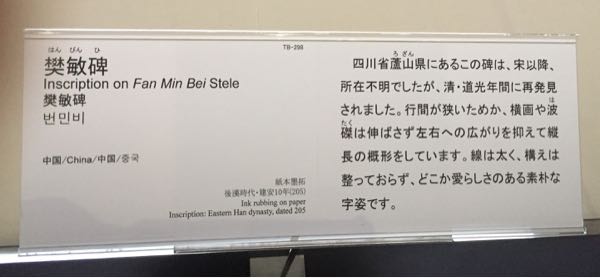 TB-298
はん びん ひ
樊敏碑
Inscription on Fan Min Bei Stele
樊敏碑
번민비
中国/China/中国/중국
紙本墨拓
後漢時代・建安10年(205)
Ink rubbing on paper
Inscription: Eastern Han dynasty, dated 205
ろざん
四川省蘆山県にあるこの碑は、宋以降、
所在不明でしたが、清・道光年間に再発見
されました。行間が狭いためか、横画や波
は
たく
磔は伸ばさず左右への広がりを抑えて縦
長の概形をしています。線は太く、構えは
整っておらず、どこか愛らしさのある素朴な
字姿です。